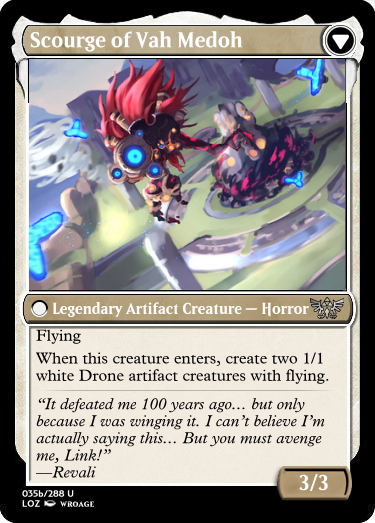 Scourge of Vah Medoh
Legendary Artifact Creature — Horror
Flying
When this creature enters, create two 1/1
white Drone artifact creatures with flying.
“It defeated me 100 years ago… but only
because I was winging it. I can’t believe I’m
actually saying this… But you must avenge
me, Link!”
—Revali
3/3
035b/288 U
LOZ WROAGE